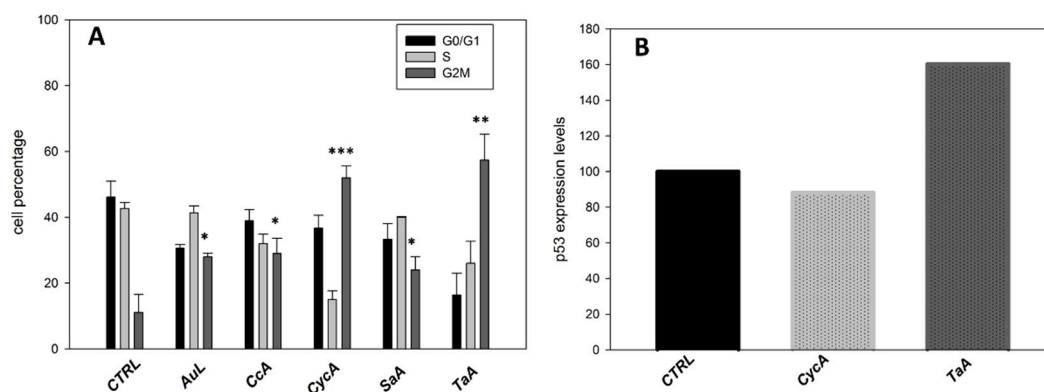 A
G0/G1
S
G2M
cell percentage
100
80
60
40
20
0
*
*
***
*
**
CTRL
AuL
CcA
CycA
SaA
TaA
B
p53 expression levels
180
160
140
120
100
80
60
40
20
0
CTRL
CycA
TaA